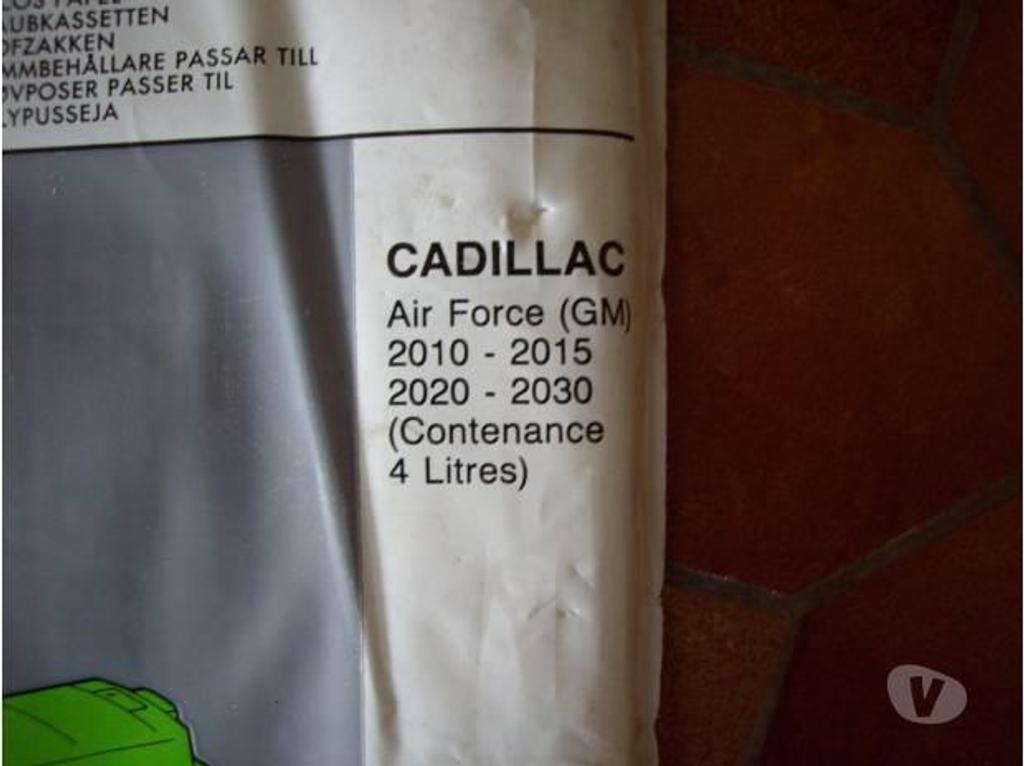 AUBKASSETTEN
OFZAKKEN
MMBEHÅLLARE PASSAR TILL
ØVPOSER PASSER TIL
LYPUSSEJA
CADILLAC
Air Force (GM)
2010 - 2015
2020 - 2030
(Contenance
4 Litres)
V